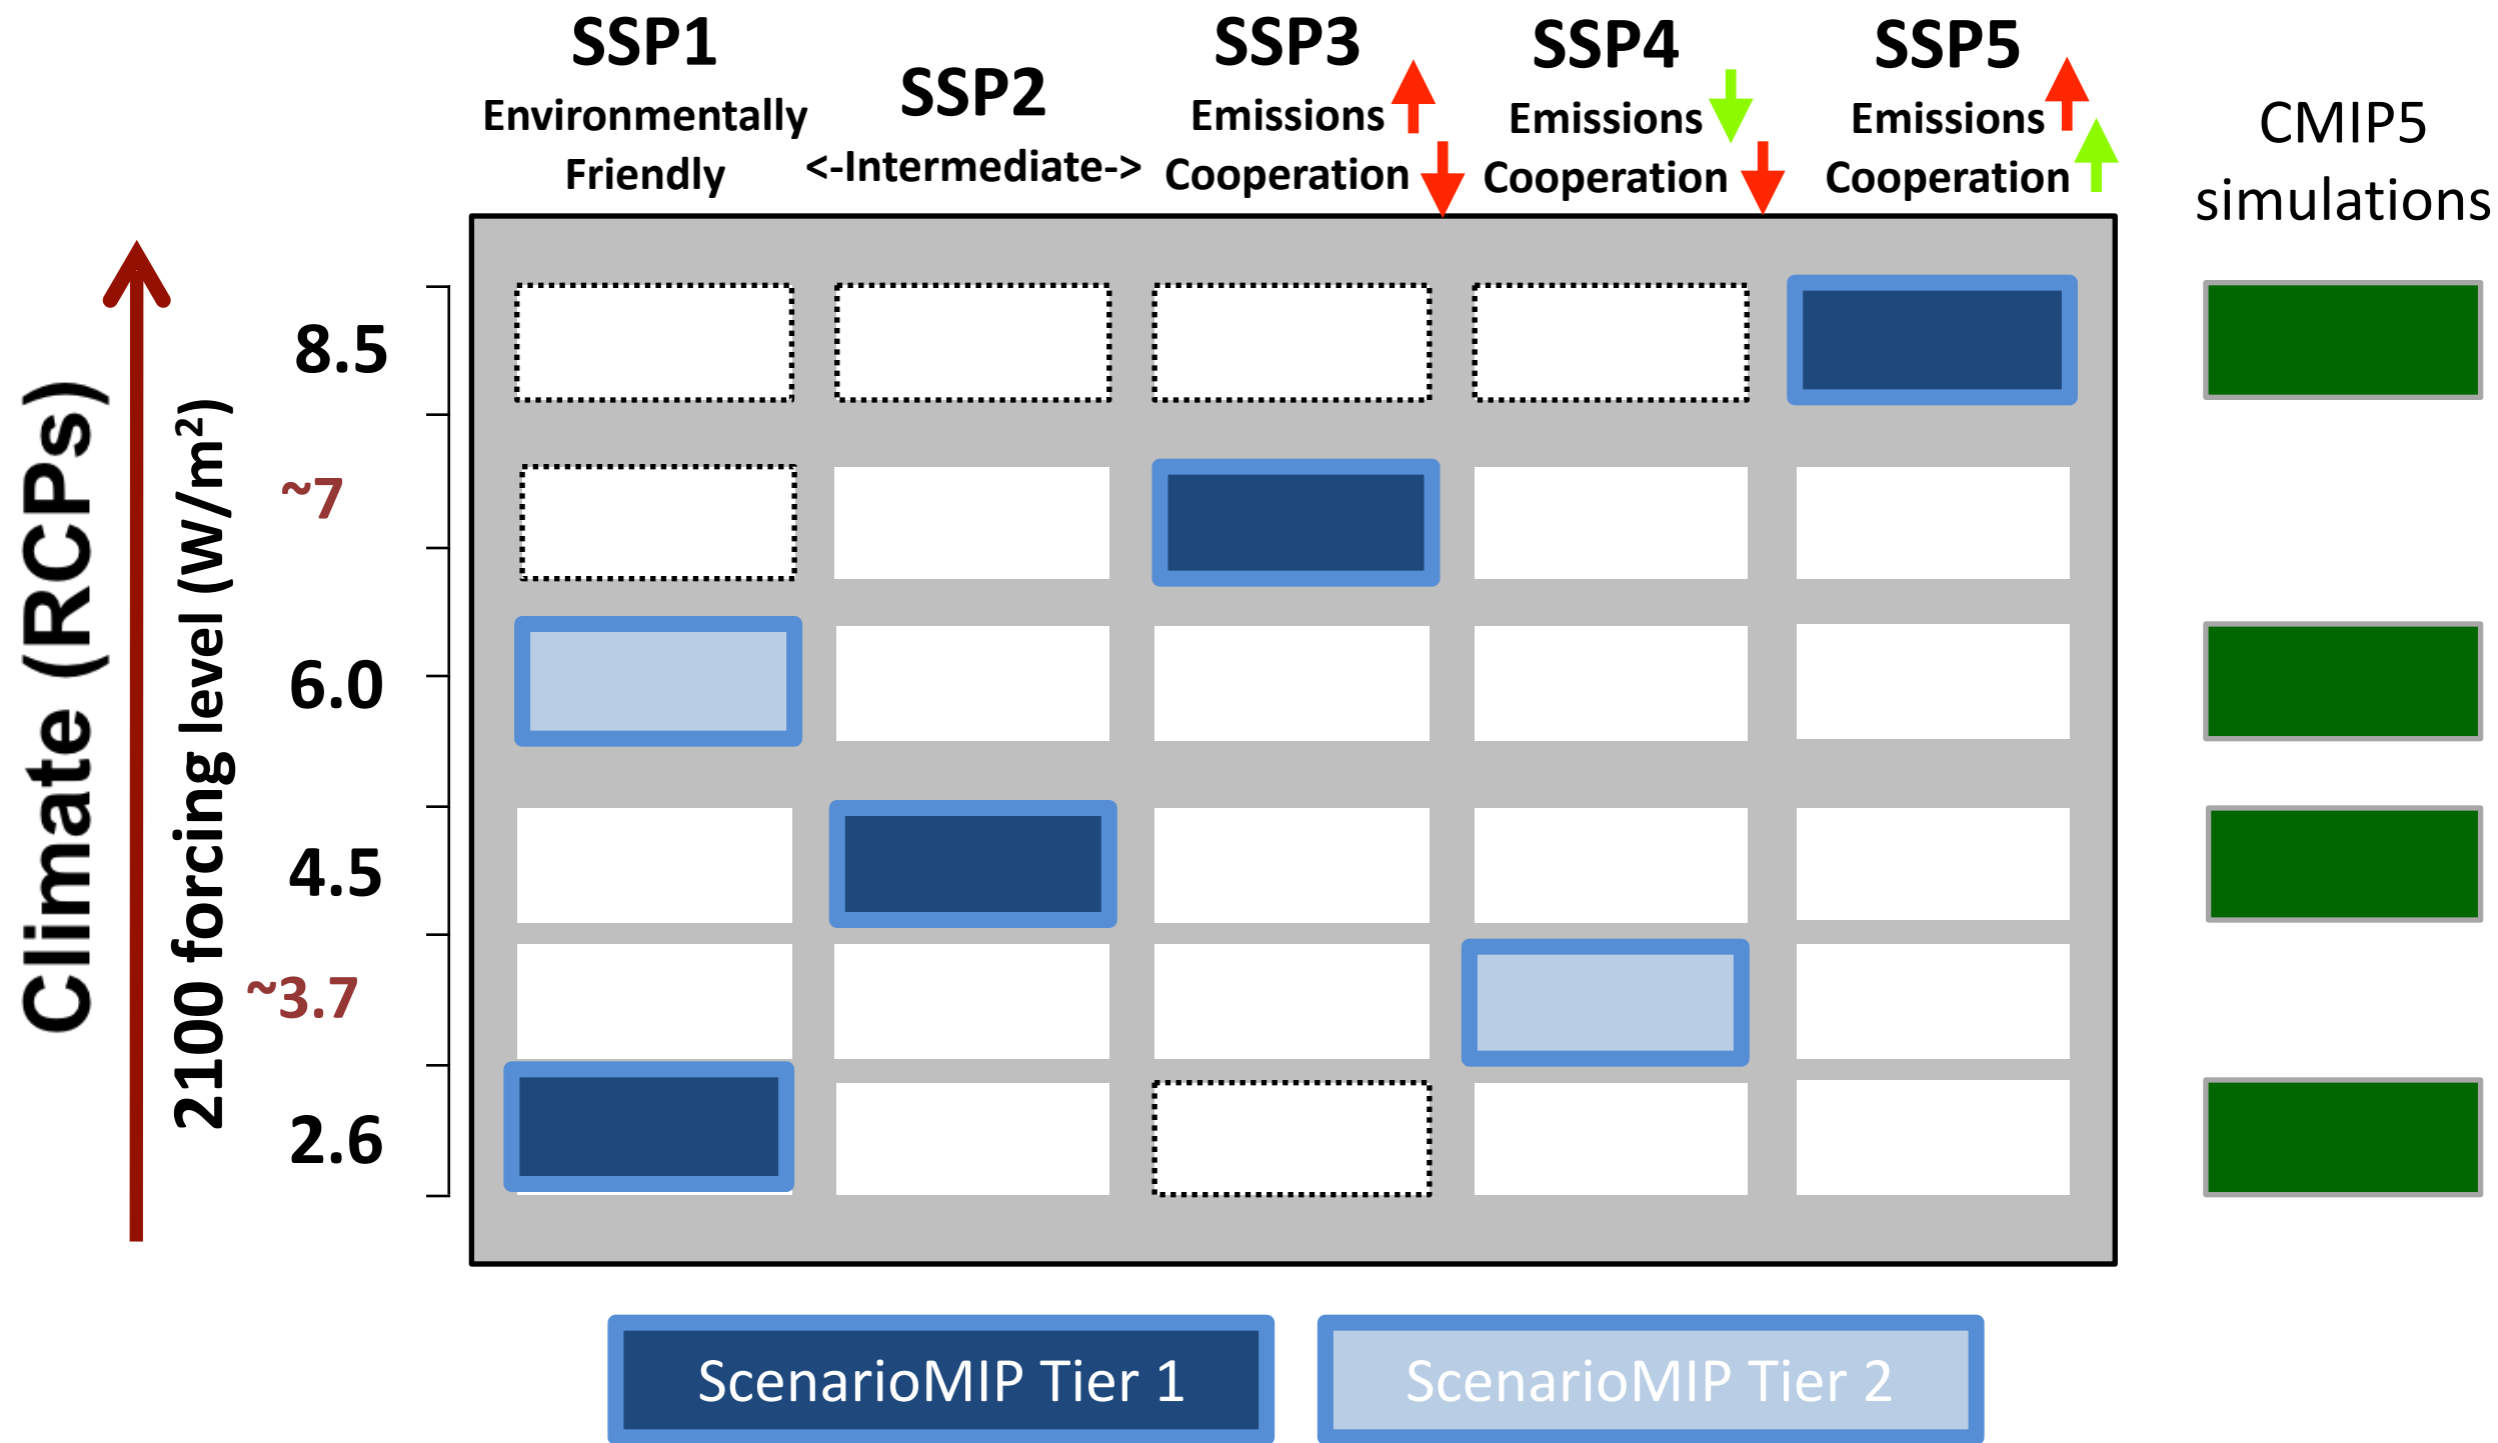 SSP1
Environmentally
Friendly
SSP2
<-Intermediate->
SSP3
Emissions
Cooperation
SSP4
Emissions
Cooperation
SSP5
Emissions
Cooperation
CMIP5
simulations
Climate (RCPs)
2100 forcing level (W/m²)
8.5
~7
6.0
4.5
~3.7
2.6
ScenarioMIP Tier 1
ScenarioMIP Tier 2